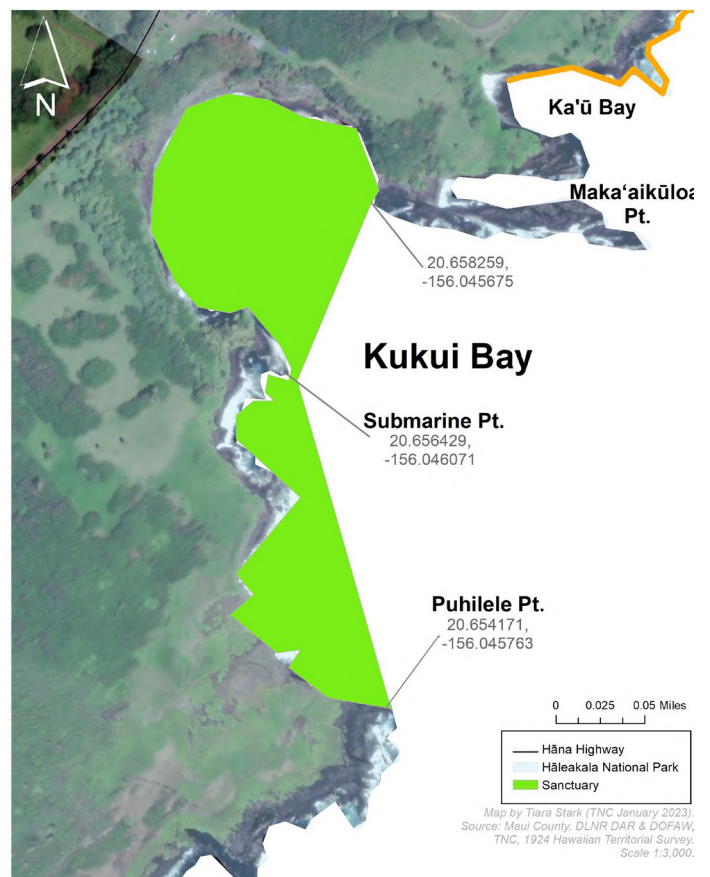 N
Ka'ū Bay
Makaʻaikūloa
Pt.
20.658259,
-156.045675
Kukui Bay
Submarine Pt.
20.656429,
-156.046071
Puhilele Pt.
20.654171,
-156.045763
0 0.025 0.05 Miles
Hāna Highway
Hāleakala National Park
Sanctuary
Map by Tiara Stark (TNC January 2023).
Source: Maui County, DLNR DAR & DOFAW,
TNC, 1924 Hawaiian Territorial Survey.
Scale 1:3,000.